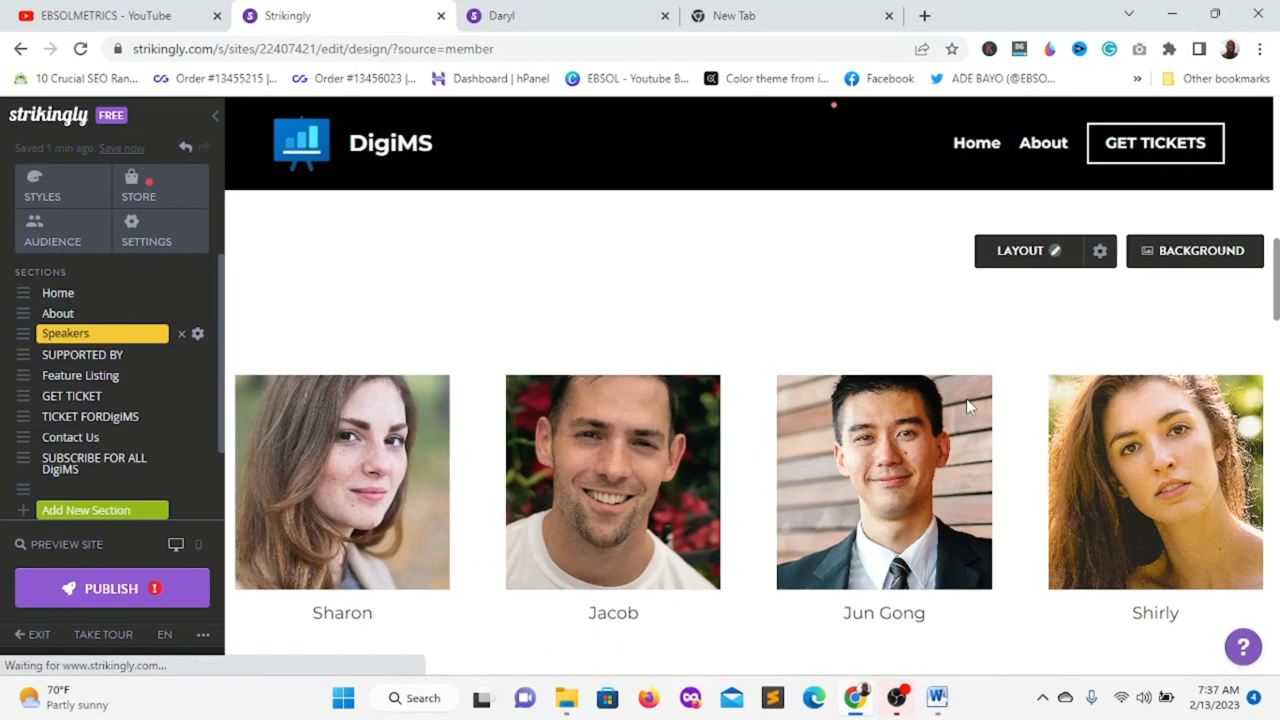 EBSOLMETRICS - YouTube
Strikingly
Daryl
New Tab
strikingly.com/s/sites/22407421/edit/design/?source=member
10 Crucial SEO Ran...
Order #13455215 |...
Order #13456023 |...
Dashboard | hPanel
EBSOL - Youtube B...
Color theme from i...
Facebook
ADE BAYO (@EBSO...
»
Other bookmarks
strikingly FREE
Saved 1 min ago. Save now
STYLES
STORE
AUDIENCE
SETTINGS
SECTIONS
Home
About
Speakers
SUPPORTED BY
Feature Listing
GET TICKET
TICKET FORDigiMS
Contact Us
SUBSCRIBE FOR ALL
DigiMS
Add New Section
PREVIEW SITE
PUBLISH
EXIT
TAKE TOUR
EN
DigiMS
Home
About
GET TICKETS
LAYOUT
BACKGROUND
Sharon
Jacob
Jun Gong
Shirly
?
Waiting for www.strikingly.com...
70°F
Partly sunny
Search
7:37 AM
2/13/2023
4